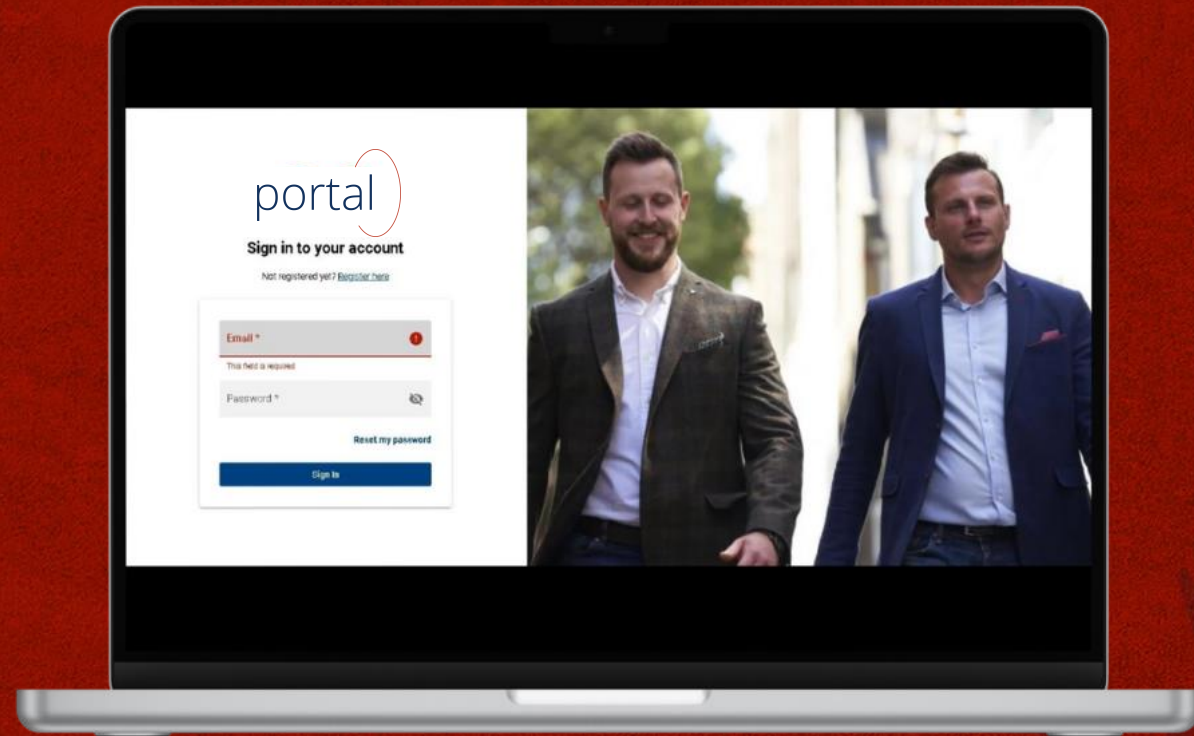 portal
Sign in to your account
Not registered yet? Register here
Email *
This field is required
Password *
Reset my password
Sign In